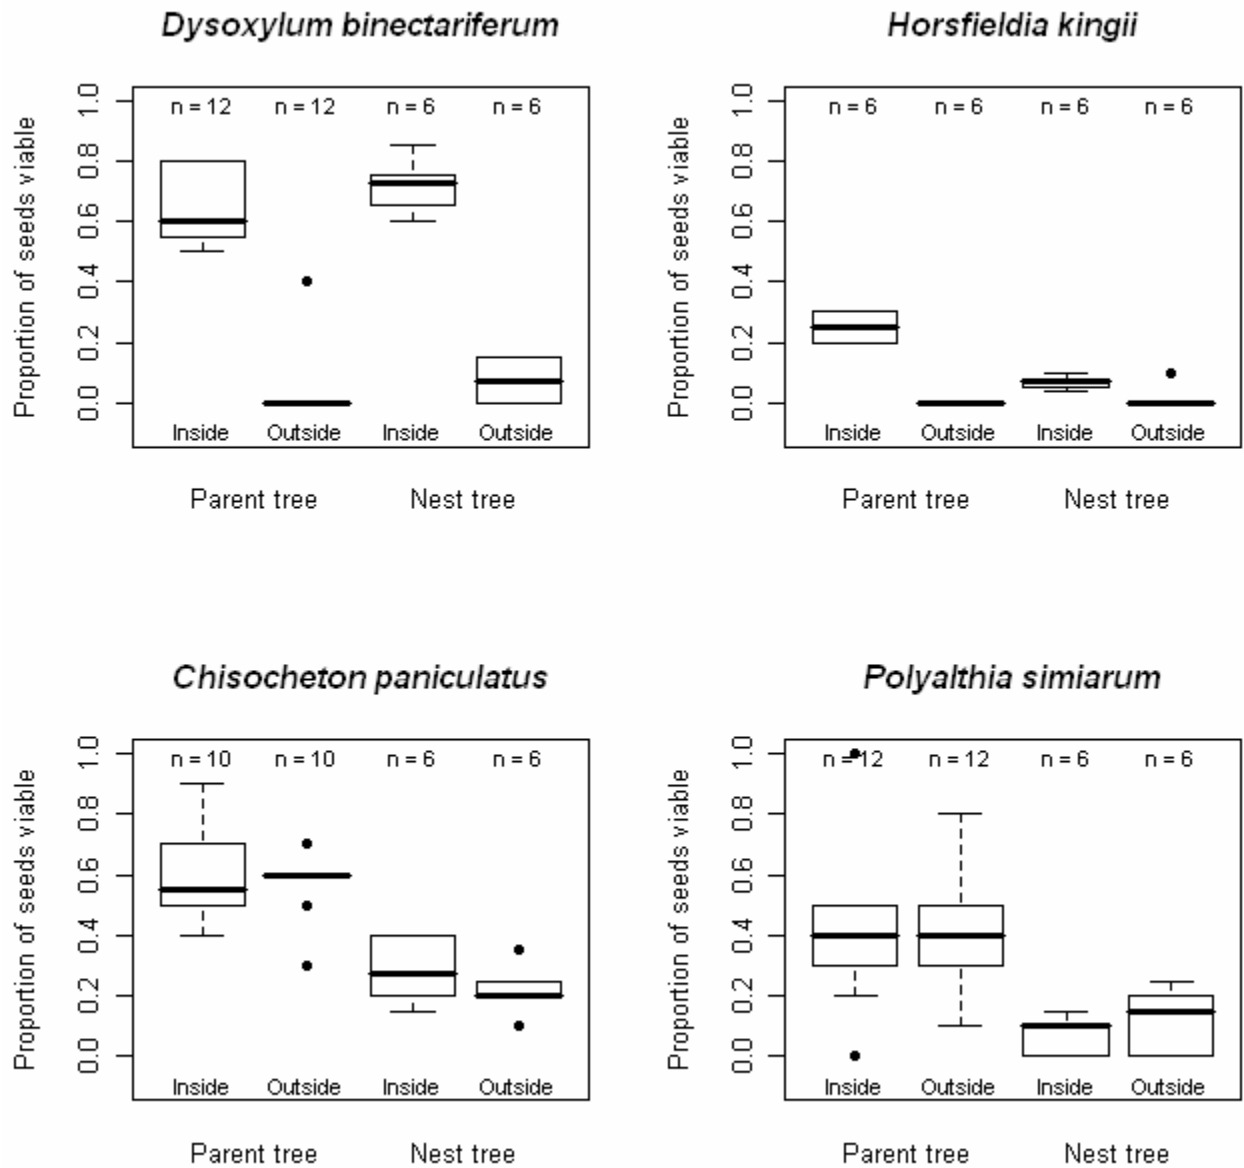 Dysoxylum binectariferum
Proportion of seeds viable
1.0
0.8
0.6
0.4
0.2
0.0
n = 12
n = 12
n = 6
n = 6
Inside
Outside
Inside
Outside
Parent tree
Nest tree
Horsfieldia kingii
Proportion of seeds viable
1.0
0.8
0.6
0.4
0.2
0.0
n = 6
n = 6
n = 6
n = 6
Inside
Outside
Inside
Outside
Parent tree
Nest tree
Chisocheton paniculatus
Proportion of seeds viable
1.0
0.8
0.6
0.4
0.2
0.0
n = 10
n = 10
n = 6
n = 6
Inside
Outside
Inside
Outside
Parent tree
Nest tree
Polyalthia simiarum
Proportion of seeds viable
1.0
0.8
0.6
0.4
0.2
0.0
n = 12
n = 12
n = 6
n = 6
Inside
Outside
Inside
Outside
Parent tree
Nest tree